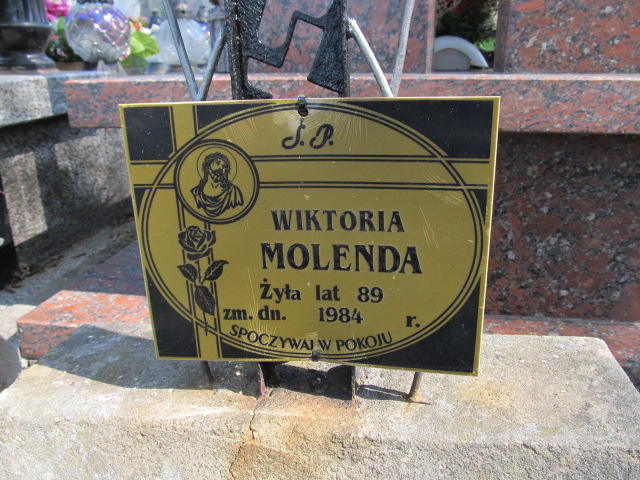 Ś. P.
WIKTORIA
MOLENDA
Żyła lat 89
zm. dn. 1984 r.
SPOCZYWAJ W POKOJU